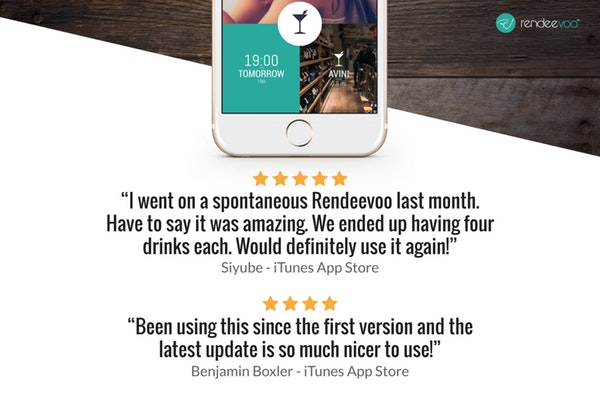 rendeevoo
19:00
TOMORROW
AVINI
“I went on a spontaneous Rendeevoo last month.
Have to say it was amazing. We ended up having four
drinks each. Would definitely use it again!”
Siyube - iTunes App Store
“Been using this since the first version and the
latest update is so much nicer to use!”
Benjamin Boxler - iTunes App Store